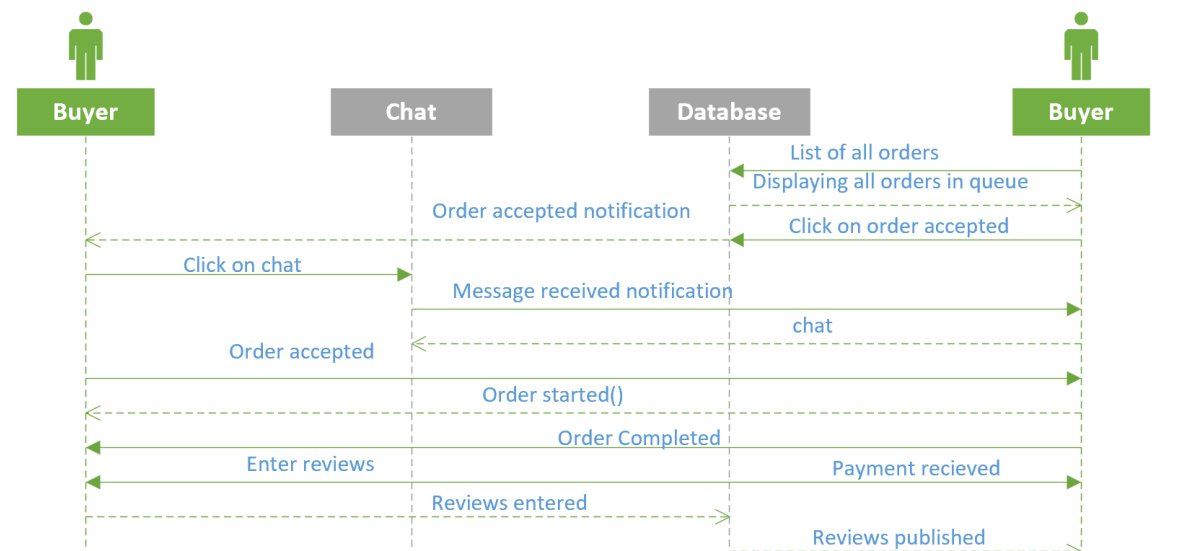 Buyer
Chat
Database
Buyer
List of all orders
Displaying all orders in queue
Order accepted notification
Click on order accepted
Click on chat
Message received notification
chat
Order accepted
Order started()
Order Completed
Enter reviews
Payment recieved
Reviews entered
Reviews published